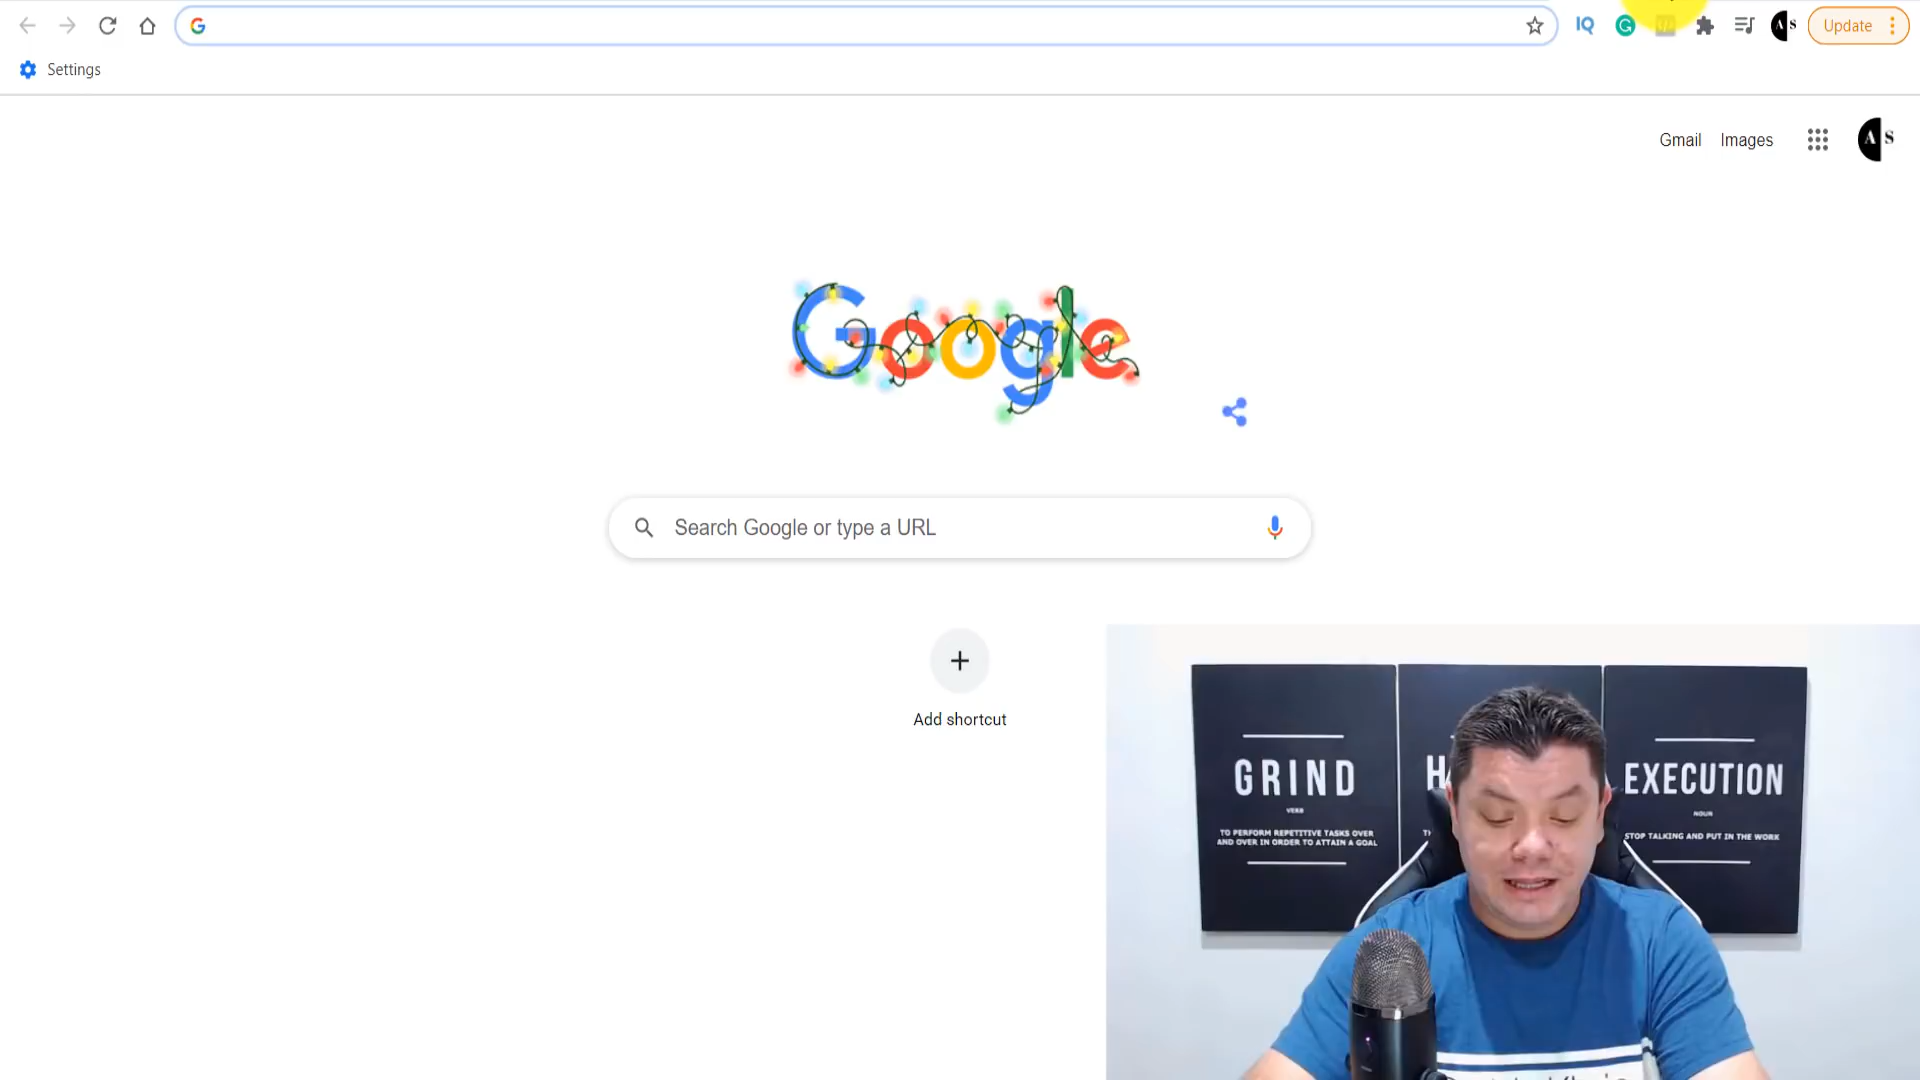 Update
Settings
Gmail Images
A S
Google
Search Google or type a URL
Add shortcut
GRIND
VERB
TO PERFORM REPETITIVE TASKS OVER
AND OVER IN ORDER TO ATTAIN A GOAL
EXECUTION
NOUN
STOP TALKING AND PUT IN THE WORK